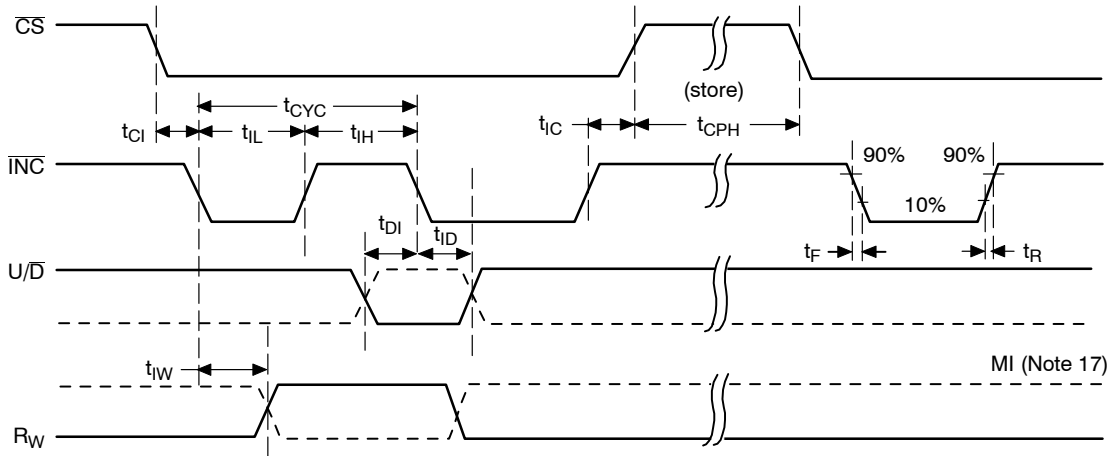 CS
(store)
tCYC
tCI tIL tIH tIC tCPH
INC
90% 90%
10%
tDI tID
tF tR
U/D
tIW
MI (Note 17)
RW